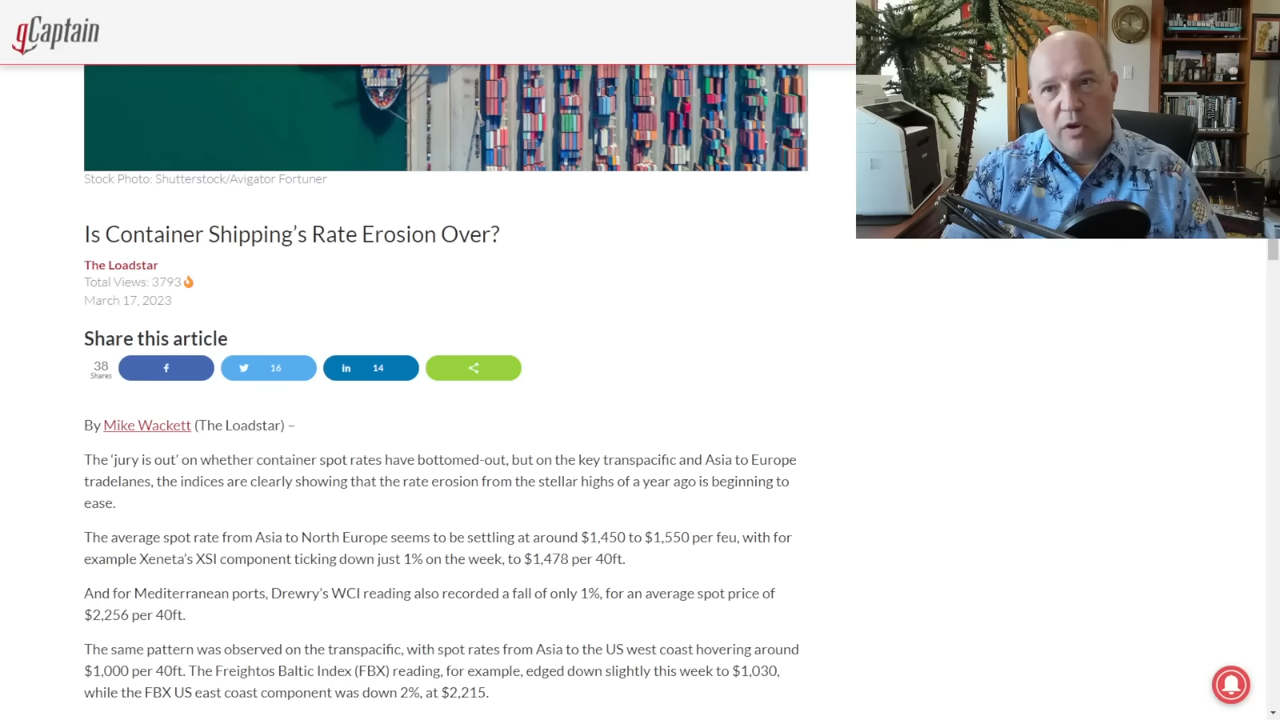 gCaptain
Stock Photo: Shutterstock/Avigator Fortuner
Is Container Shipping's Rate Erosion Over?
The Loadstar
Total Views: 3793
March 17, 2023
Share this article
38
Shares
16
14
By Mike Wackett (The Loadstar) –
The 'jury is out' on whether container spot rates have bottomed-out, but on the key transpacific and Asia to Europe
tradelanes, the indices are clearly showing that the rate erosion from the stellar highs of a year ago is beginning to
ease.
The average spot rate from Asia to North Europe seems to be settling at around $1,450 to $1,550 per feu, with for
example Xeneta's XSI component ticking down just 1% on the week, to $1,478 per 40ft.
And for Mediterranean ports, Drewry's WCI reading also recorded a fall of only 1%, for an average spot price of
$2,256 per 40ft.
The same pattern was observed on the transpacific, with spot rates from Asia to the US west coast hovering around
$1,000 per 40ft. The Freightos Baltic Index (FBX) reading, for example, edged down slightly this week to $1,030,
while the FBX US east coast component was down 2%, at $2,215.